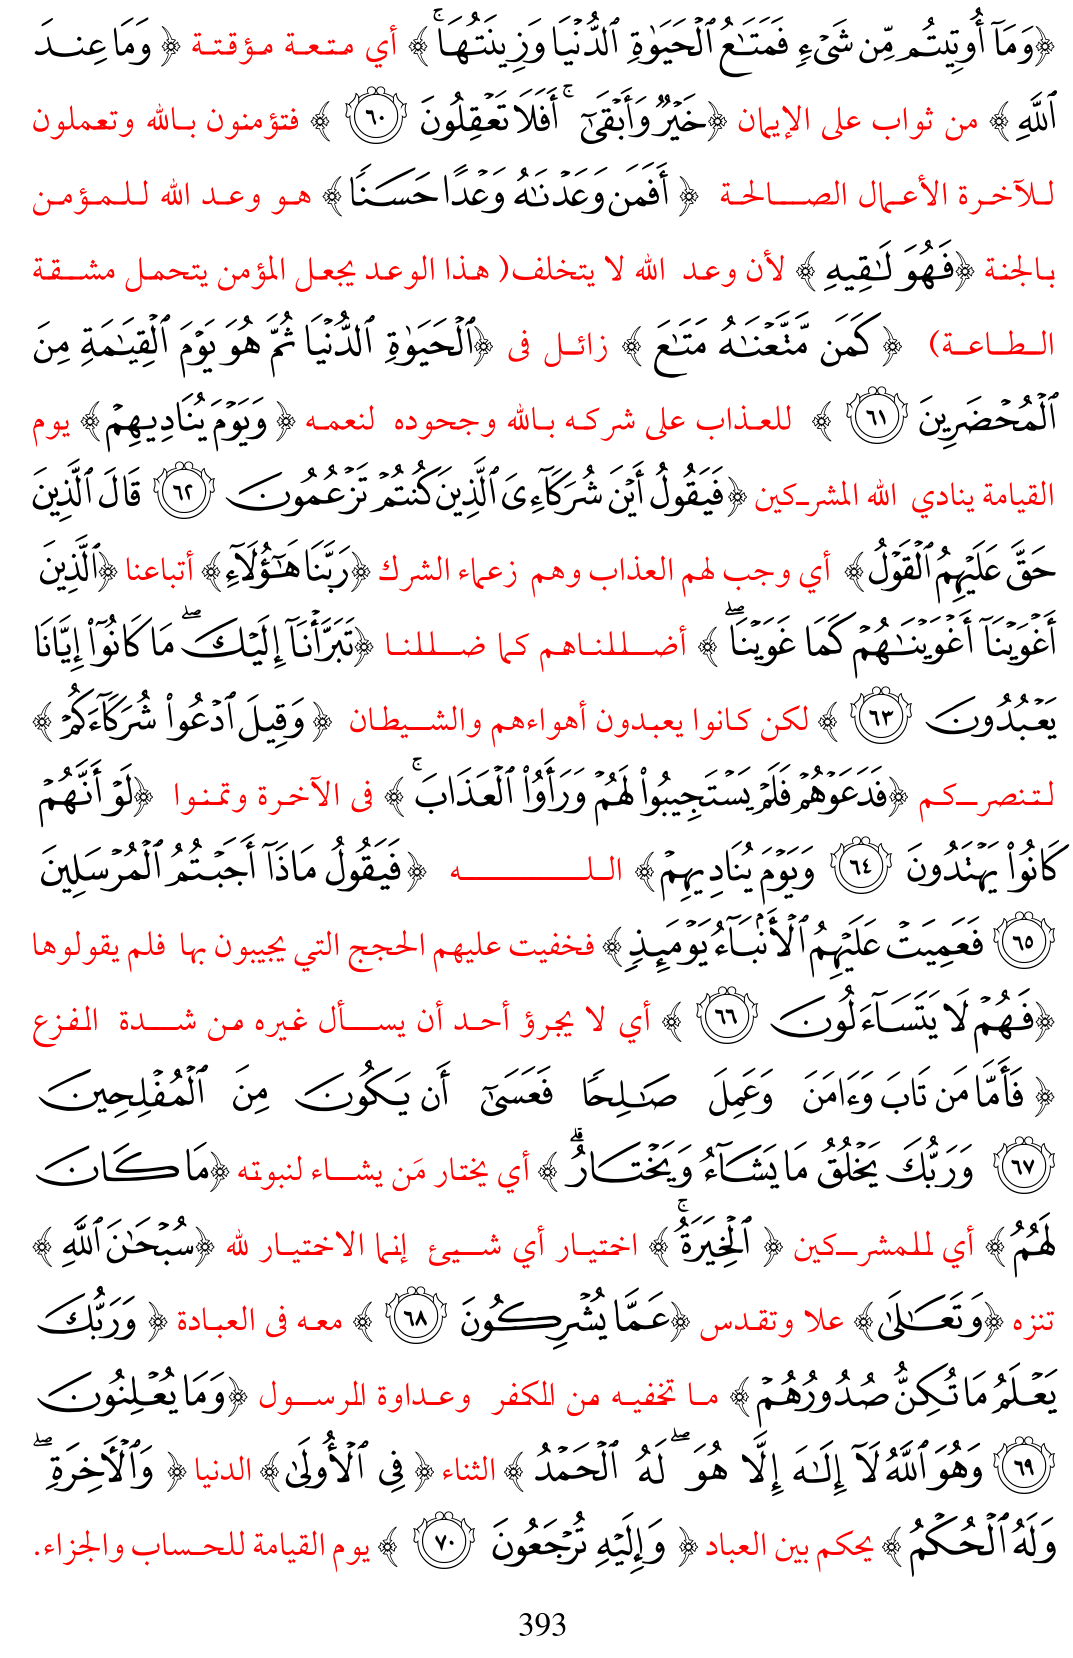 ﴿وَمَآ أُوتِيتُم مِّن شَىْءٍ فَمَتَـٰعُ ٱلْحَيَوٰةِ ٱلدُّنْيَا وَزِينَتُهَا ۚ﴾ أي متعة مؤقتة ﴿ وَمَا عِندَ
ٱللَّهِ ﴾ من ثواب على الإيمان ﴿خَيْرٌ وَأَبْقَىٰٓ ۚ أَفَلَا تَعْقِلُونَ ٦٠ ﴾ فتؤمنون بالله وتعملون
للآخرة الأعمال الصالحة ﴿ أَفَمَن وَعَدْنَـٰهُ وَعْدًا حَسَنًا﴾ هو وعد الله للمؤمن
بالجنة ﴿فَهُوَ لَـٰقِيهِ ﴾ لأن وعد الله لا يتخلف( هذا الوعد يجعل المؤمن يتحمل مشقة
الطاعة) ﴿ كَمَن مَّتَّعْنَـٰهُ مَتَـٰعَ ﴾ زائل فى ﴿ٱلْحَيَوٰةِ ٱلدُّنْيَا ثُمَّ هُوَ يَوْمَ ٱلْقِيَـٰمَةِ مِنَ
ٱلْمُحْضَرِينَ ٦١ ﴾ للعذاب على شركه بالله وجحوده لنعمه ﴿ وَيَوْمَ يُنَادِيهِمْ﴾ يوم
القيامة ينادي الله المشركين ﴿فَيَقُولُ أَيْنَ شُرَكَآءِىَ ٱلَّذِينَ كُنتُمْ تَزْعُمُونَ ٦٢ قَالَ ٱلَّذِينَ
حَقَّ عَلَيْهِمُ ٱلْقَوْلُ﴾ أي وجب لهم العذاب وهم زعماء الشرك ﴿رَبَّنَا هَـٰٓؤُلَآءِ﴾ أتباعنا ﴿ٱلَّذِينَ
أَغْوَيْنَآ أَغْوَيْنَـٰهُمْ كَمَا غَوَيْنَا ۖ ﴾ أضللناهم كما ضللنا ﴿تَبَرَّأْنَآ إِلَيْكَ ۖ مَا كَانُوٓا۟ إِيَّانَا
يَعْبُدُونَ ٦٣ ﴾ لكن كانوا يعبدون أهواءهم والشيطان ﴿ وَقِيلَ ٱدْعُوا۟ شُرَكَآءَكُمْ ﴾
لتنصركم ﴿فَدَعَوْهُمْ فَلَمْ يَسْتَجِيبُوا۟ لَهُمْ وَرَأَوُا۟ ٱلْعَذَابَ ۚ ﴾ فى الآخرة وتمنوا ﴿لَوْ أَنَّهُمْ
كَانُوا۟ يَهْتَدُونَ ٦٤ وَيَوْمَ يُنَادِيهِمْ﴾ اللـه ﴿ فَيَقُولُ مَاذَآ أَجَبْتُمُ ٱلْمُرْسَلِينَ
٦٥ فَعَمِيَتْ عَلَيْهِمُ ٱلْأَنۢبَآءُ يَوْمَئِذٍ﴾ فخفيت عليهم الحجج التي يجيبون بها فلم يقولوها
﴿فَهُمْ لَا يَتَسَآءَلُونَ ٦٦ ﴾ أي لا يجرؤ أحد أن يسأل غيره من شدة الفزع
﴿ فَأَمَّا مَن تَابَ وَءَامَنَ وَعَمِلَ صَـٰلِحًا فَعَسَىٰٓ أَن يَكُونَ مِنَ ٱلْمُفْلِحِينَ
٦٧ وَرَبُّكَ يَخْلُقُ مَا يَشَآءُ وَيَخْتَارُ ۗ ﴾ أي يختار مَن يشاء لنبوته ﴿مَا كَانَ
لَهُمُ﴾ أي للمشركين ﴿ ٱلْخِيَرَةُ ۚ ﴾ اختيار أي شيئ إنما الاختيار لله ﴿سُبْحَـٰنَ ٱللَّهِ ﴾
تنزه ﴿وَتَعَـٰلَىٰ﴾ علا وتقدس ﴿عَمَّا يُشْرِكُونَ ٦٨ ﴾ معه فى العبادة ﴿ وَرَبُّكَ
يَعْلَمُ مَا تُكِنُّ صُدُورُهُمْ﴾ ما تخفيه من الكفر وعداوة الرسول ﴿وَمَا يُعْلِنُونَ
٦٩ وَهُوَ ٱللَّهُ لَآ إِلَـٰهَ إِلَّا هُوَ ۖ لَهُ ٱلْحَمْدُ ﴾ الثناء ﴿ فِى ٱلْأُولَىٰ﴾ الدنيا ﴿ وَٱلْـَٔاخِرَةِ ۖ
وَلَهُ ٱلْحُكْمُ﴾ يحكم بين العباد ﴿ وَإِلَيْهِ تُرْجَعُونَ ٧٠ ﴾ يوم القيامة للحساب والجزاء.
393